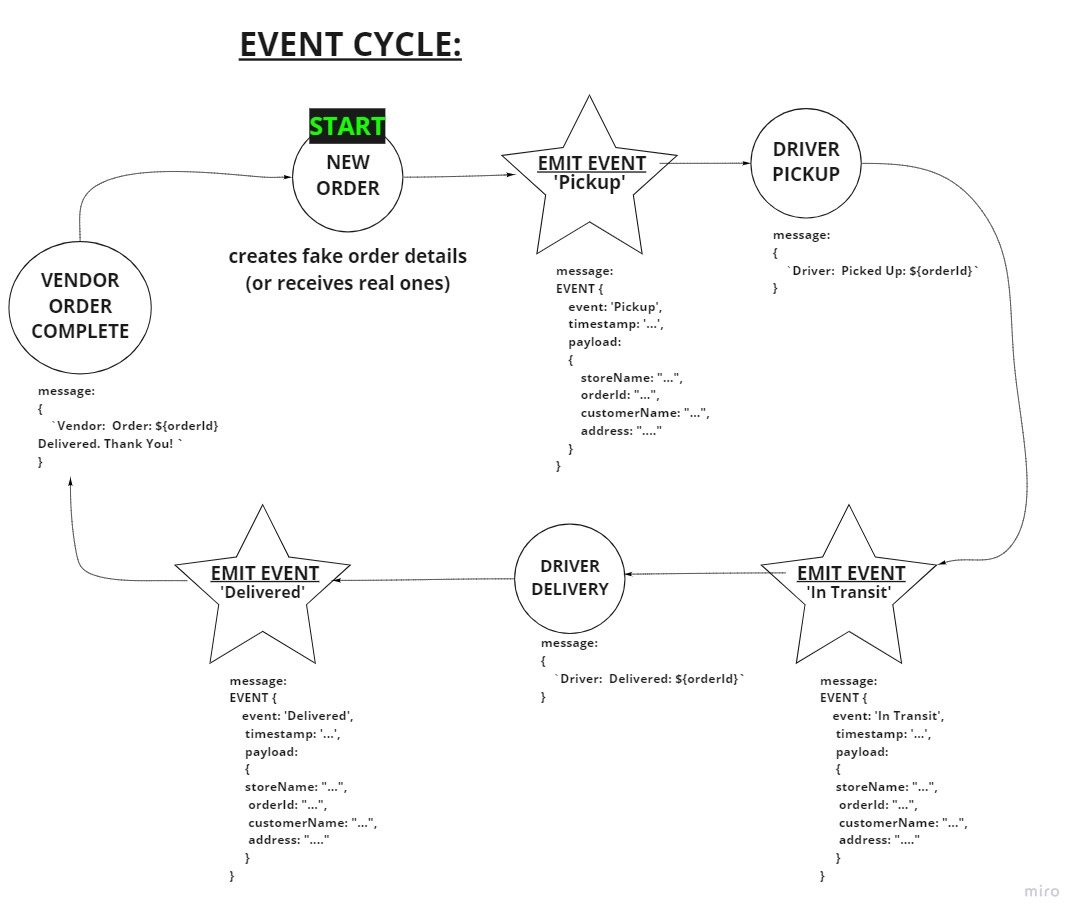 EVENT CYCLE:
START
NEW
ORDER
creates fake order details
(or receives real ones)
EMIT EVENT
'Pickup'
message:
EVENT {
event: 'Pickup',
timestamp: '...',
payload:
{
storeName: "...",
orderId: "...",
customerName: "...",
address: "...."
}
}
DRIVER
PICKUP
message:
{
`Driver: Picked Up: ${orderId}`
}
EMIT EVENT
'In Transit'
message:
EVENT {
event: 'In Transit',
timestamp: '...',
payload:
{
storeName: "...",
orderId: "...",
customerName: "...",
address: "...."
}
}
DRIVER
DELIVERY
message:
{
`Driver: Delivered: ${orderId}`
}
EMIT EVENT
'Delivered'
message:
EVENT {
event: 'Delivered',
timestamp: '...',
payload:
{
storeName: "...",
orderId: "...",
customerName: "...",
address: "...."
}
}
VENDOR
ORDER
COMPLETE
message:
{
`Vendor: Order: ${orderId}
Delivered. Thank You! `
}
miro